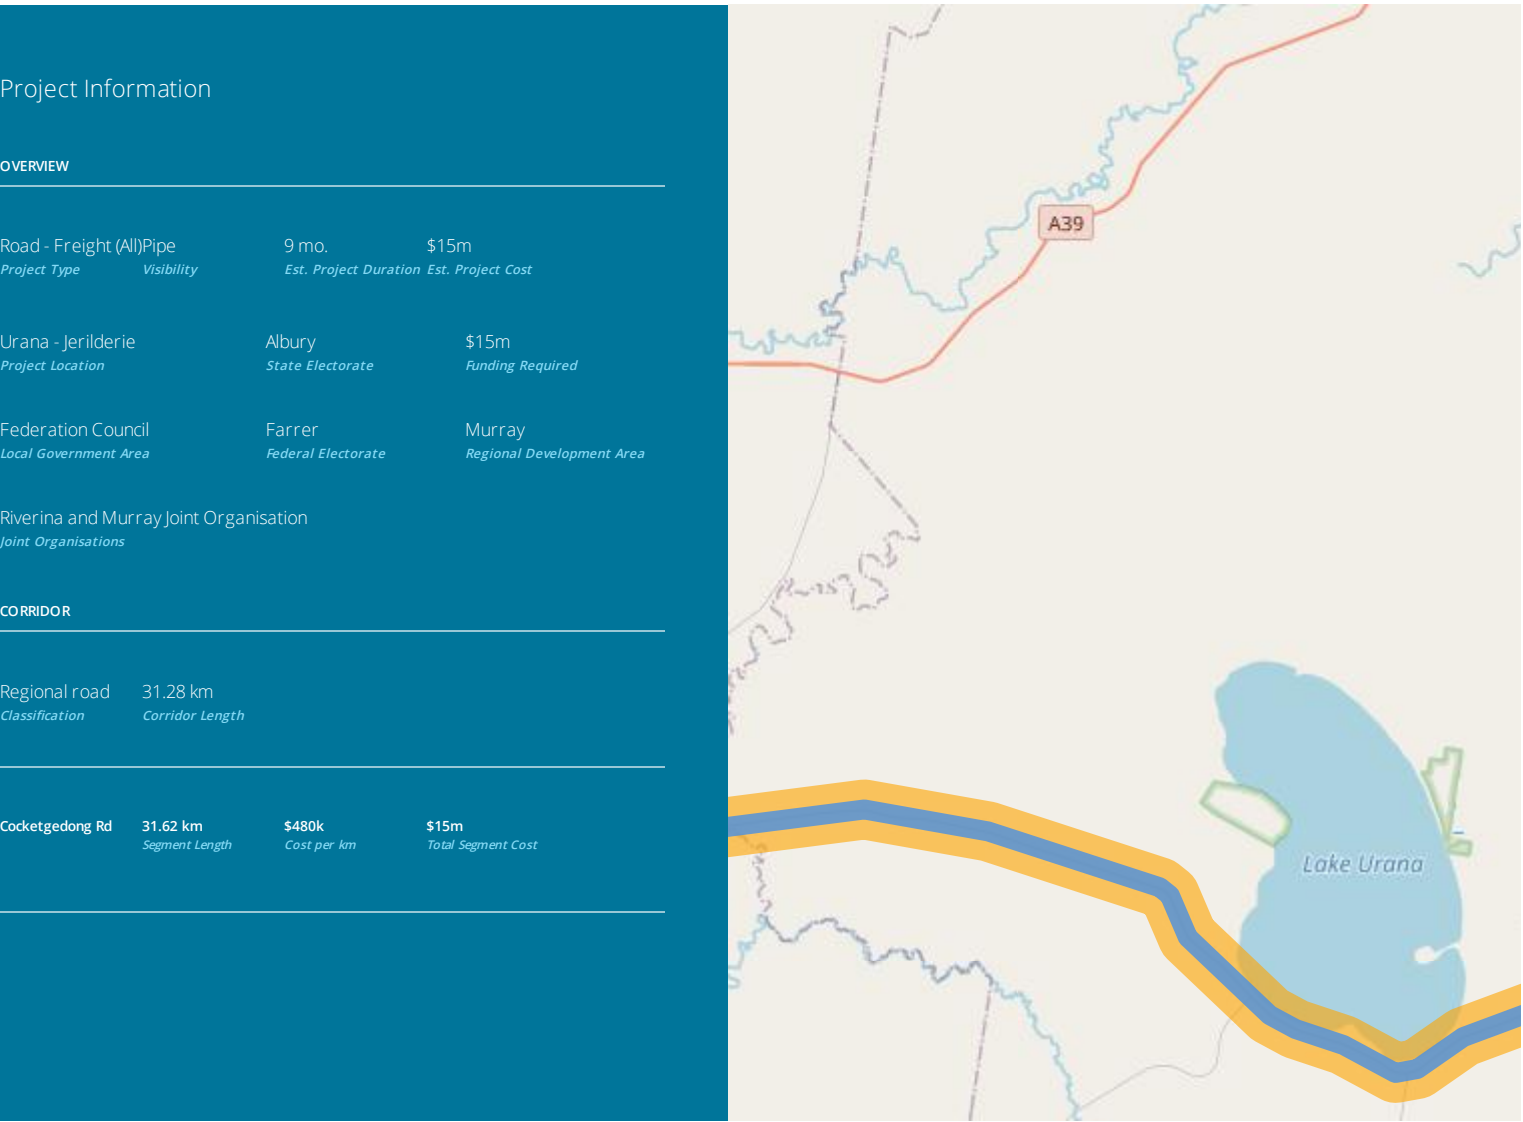 Project Information
OVERVIEW
Road - Freight (All) Pipe 9 mo. $15m
Project Type Visibility Est. Project Duration Est. Project Cost
Urana - Jerilderie Albury $15m
Project Location State Electorate Funding Required
Federation Council Farrer Murray
Local Government Area Federal Electorate Regional Development Area
Riverina and Murray Joint Organisation
Joint Organisations
CORRIDOR
Regional road 31.28 km
Classification Corridor Length
Cocketgedong Rd 31.62 km $480k $15m
Segment Length Cost per km Total Segment Cost
A39
Lake Urana